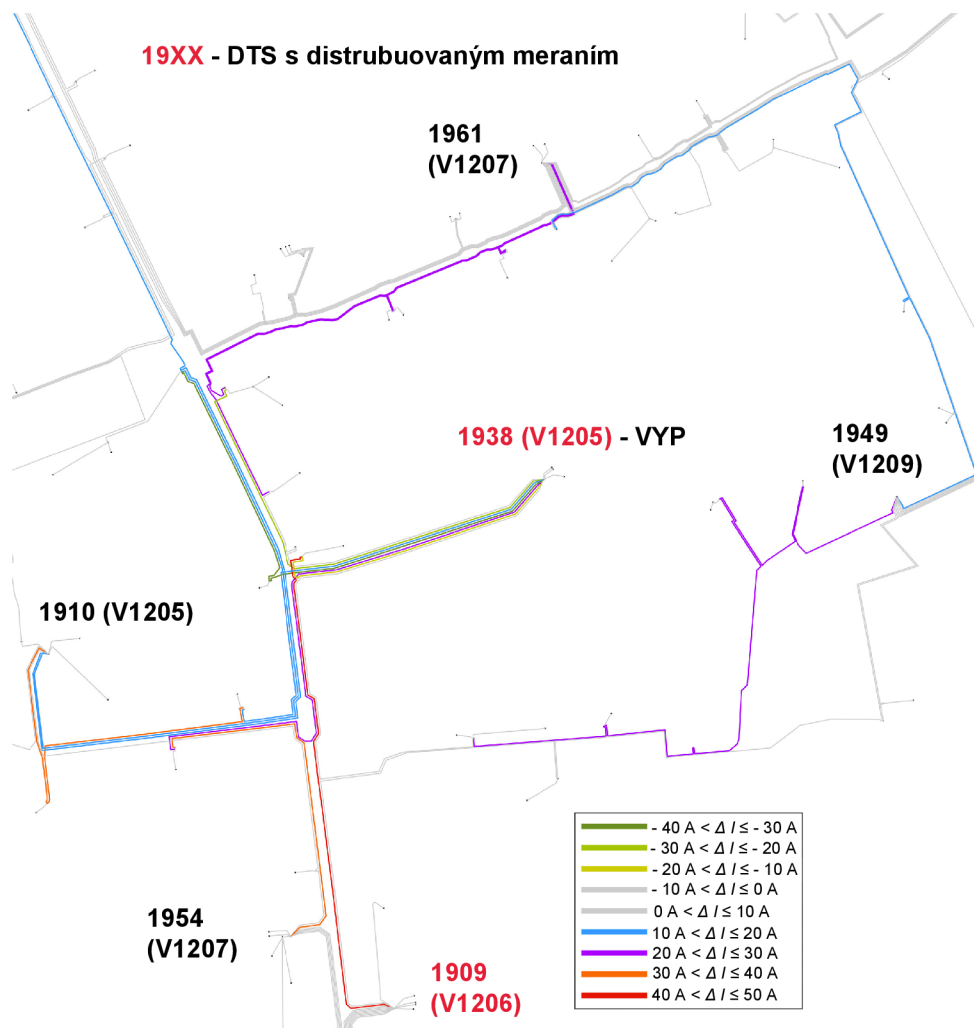 19XX - DTS s distrubuovaným meraním
1961
(V1207)
1938 (V1205) - VYP
1949
(V1209)
1910 (V1205)
1954
(V1207)
1909
(V1206)
- 40 A < Δ I ≤ - 30 A
- 30 A < Δ I ≤ - 20 A
- 20 A < Δ I ≤ - 10 A
- 10 A < Δ I ≤ 0 A
0 A < Δ I ≤ 10 A
10 A < Δ I ≤ 20 A
20 A < Δ I ≤ 30 A
30 A < Δ I ≤ 40 A
40 A < Δ I ≤ 50 A